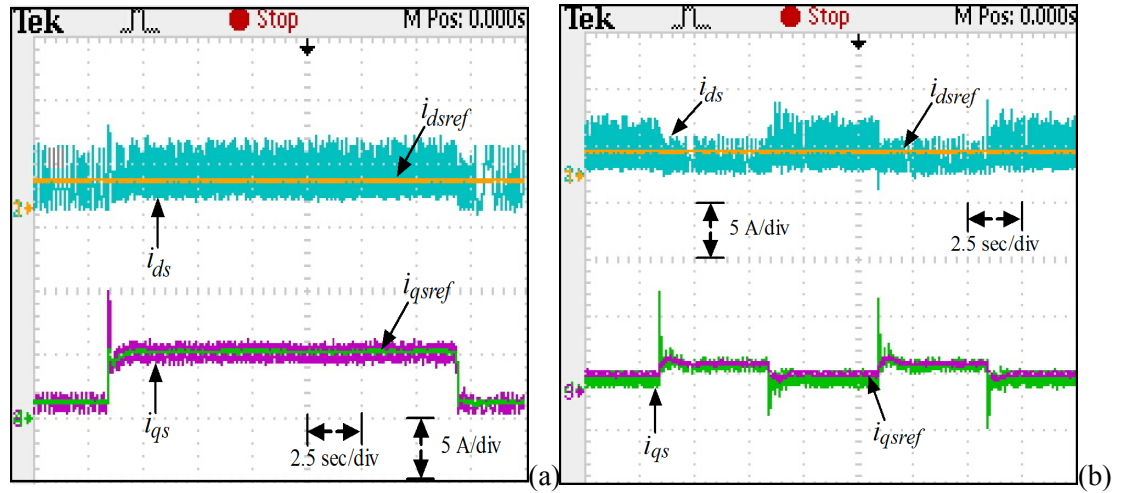 Tek Stop M Pos: 0.000s
i_dsref
i_ds
i_qsref
i_qs
2.5 sec/div
5 A/div
(a)
Tek Stop M Pos: 0.000s
i_ds
i_dsref
5 A/div
2.5 sec/div
i_qs
i_qsref
(b)